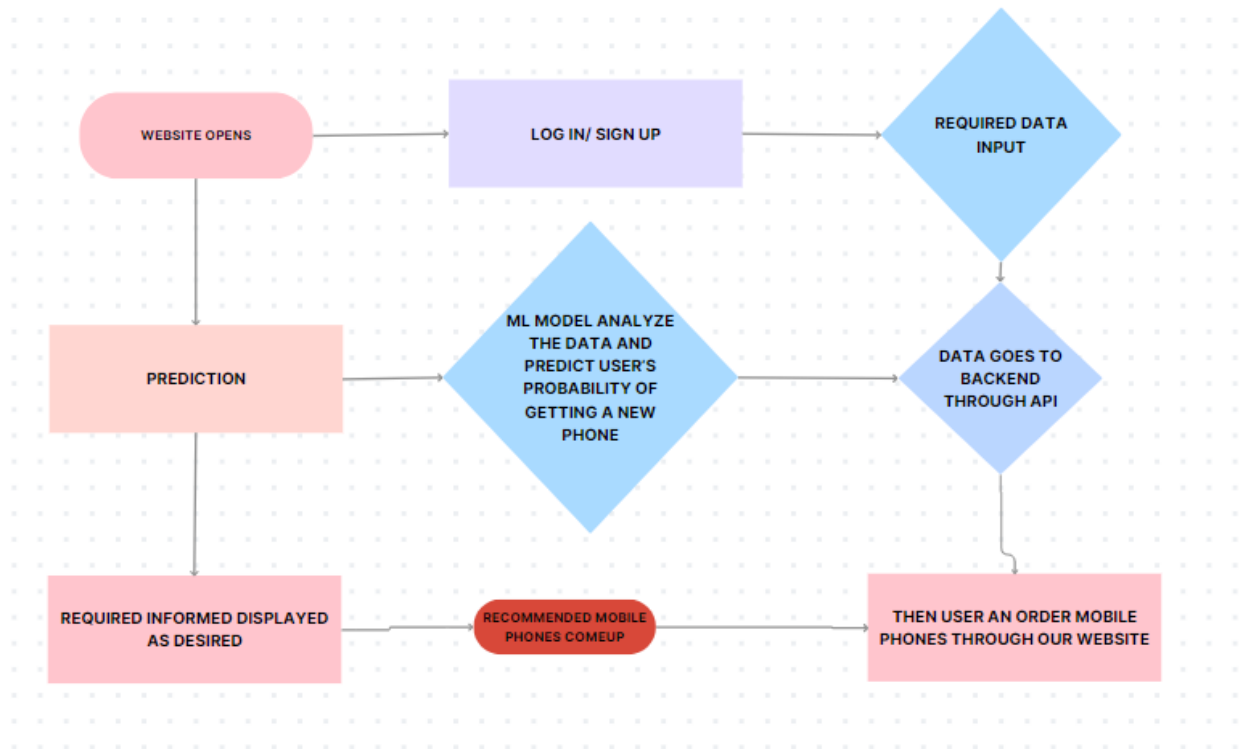 WEBSITE OPENS
LOG IN/ SIGN UP
REQUIRED DATA
INPUT
PREDICTION
ML MODEL ANALYZE
THE DATA AND
PREDICT USER'S
PROBABILITY OF
GETTING A NEW
PHONE
DATA GOES TO
BACKEND
THROUGH API
REQUIRED INFORMED DISPLAYED
AS DESIRED
RECOMMENDED MOBILE
PHONES COMEUP
THEN USER AN ORDER MOBILE
PHONES THROUGH OUR WEBSITE